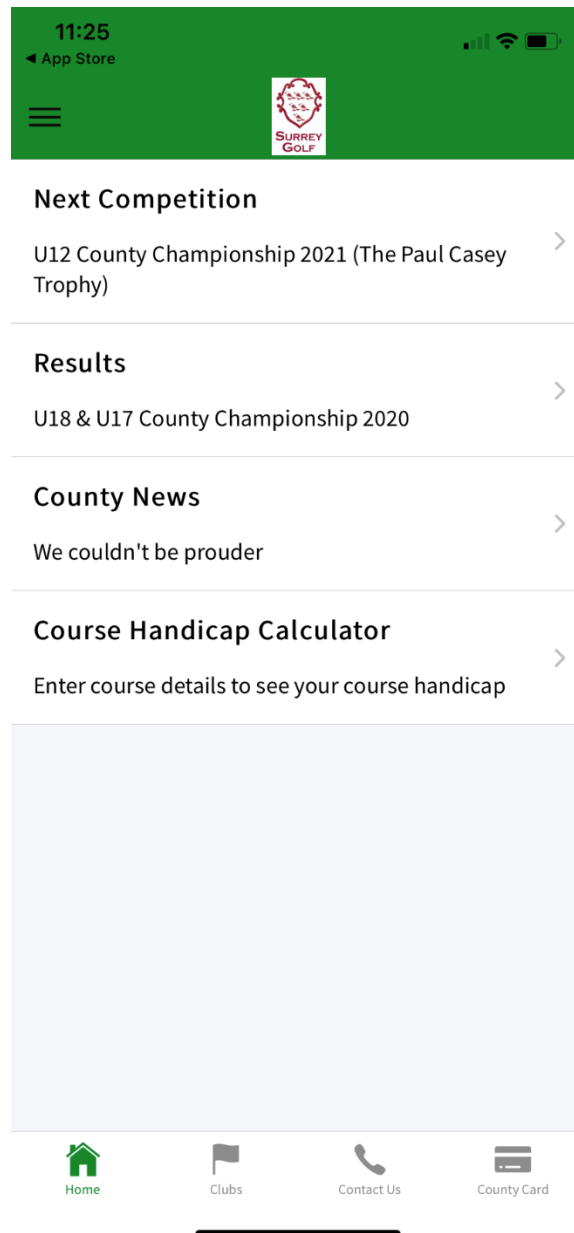 11:25
◀ App Store
SURREY
GOLF
Next Competition
U12 County Championship 2021 (The Paul Casey
Trophy)
Results
U18 & U17 County Championship 2020
County News
We couldn't be prouder
Course Handicap Calculator
Enter course details to see your course handicap
Home
Clubs
Contact Us
County Card